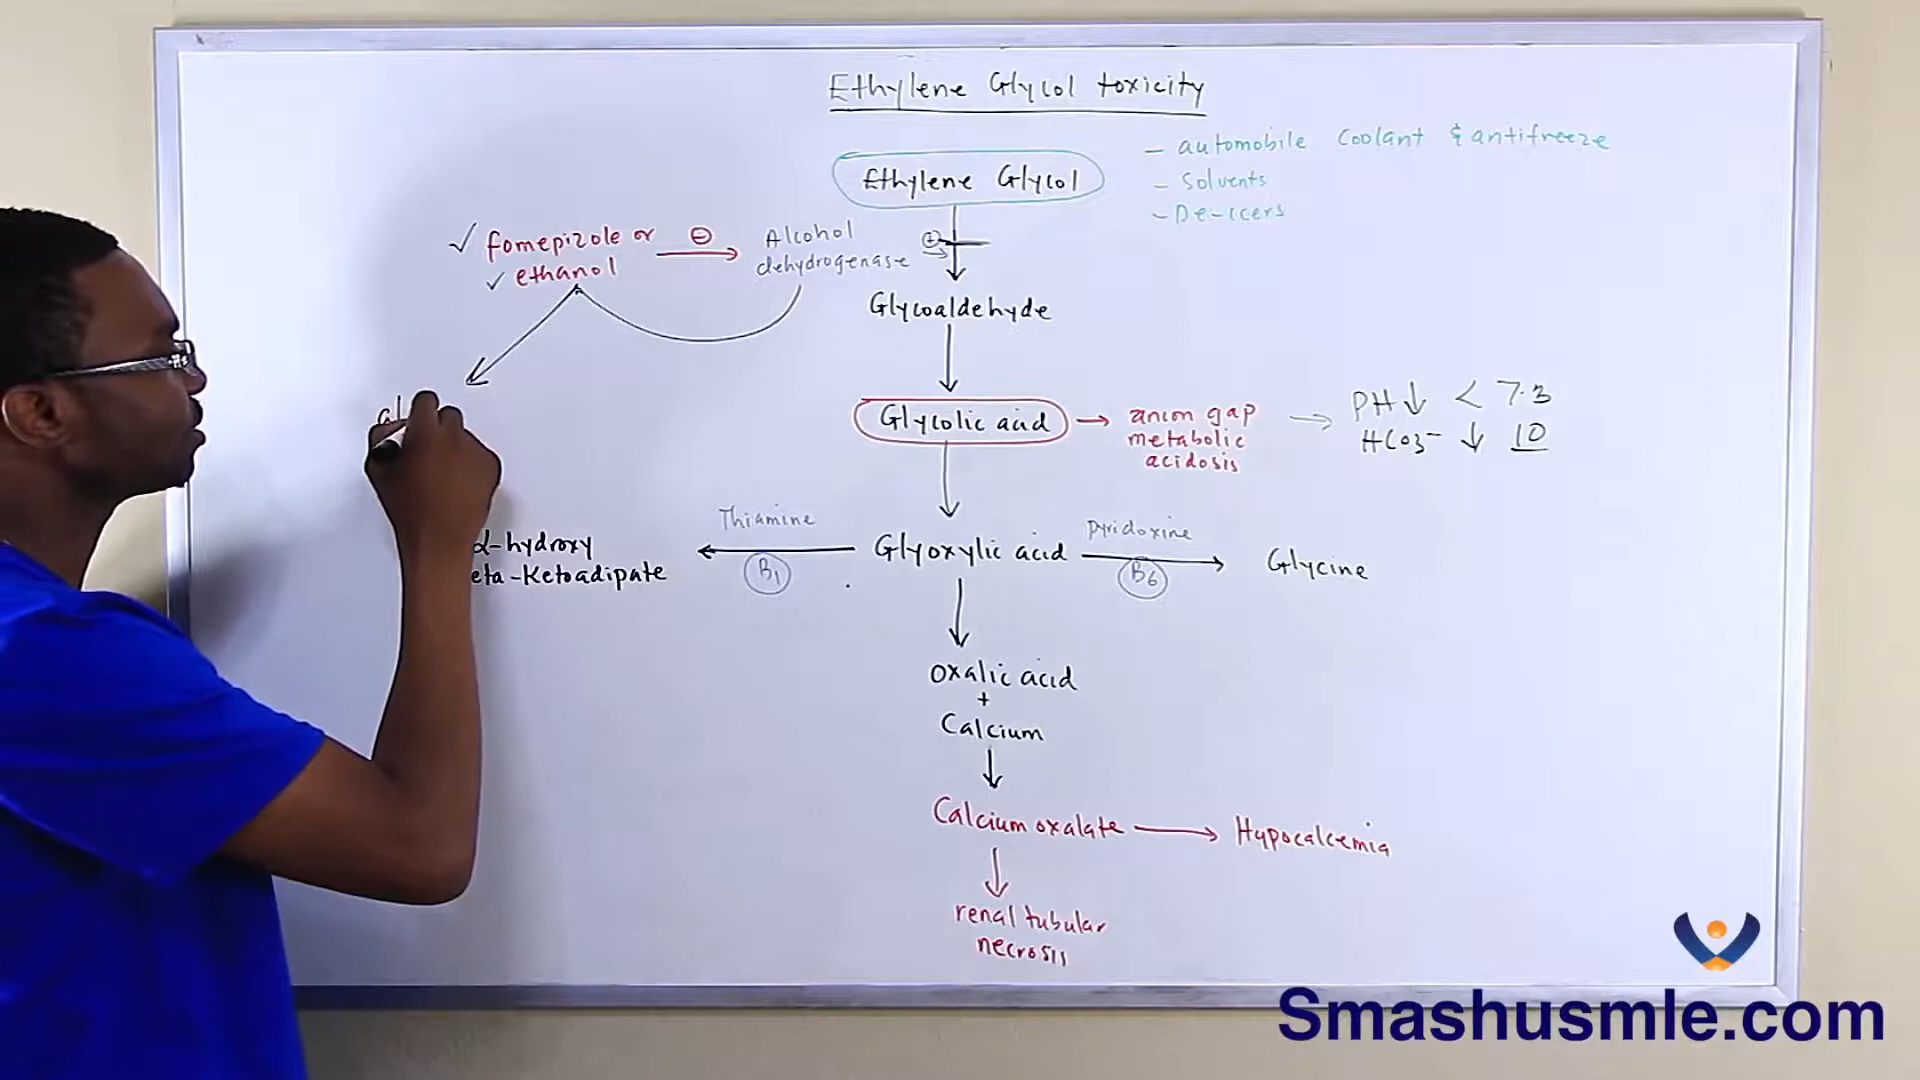 Ethylene Glycol toxicity
Ethylene Glycol
- automobile coolant & antifreeze
- Solvents
- De-icers
✓ fomepizole or
✓ ethanol
⊖
Alcohol
dehydrogenase
⊕
Glycoaldehyde
Glycolic acid
anion gap
metabolic
acidosis
PH↓ < 7.3
HCO3- ↓ 10
al
α-hydroxy
eta-Ketoadipate
Thiamine
B1
Glyoxylic acid
pyridoxine
B6
Glycine
Oxalic acid
+
Calcium
Calcium oxalate
Hypocalcemia
renal tubular
necrosis
Smashusmle.com